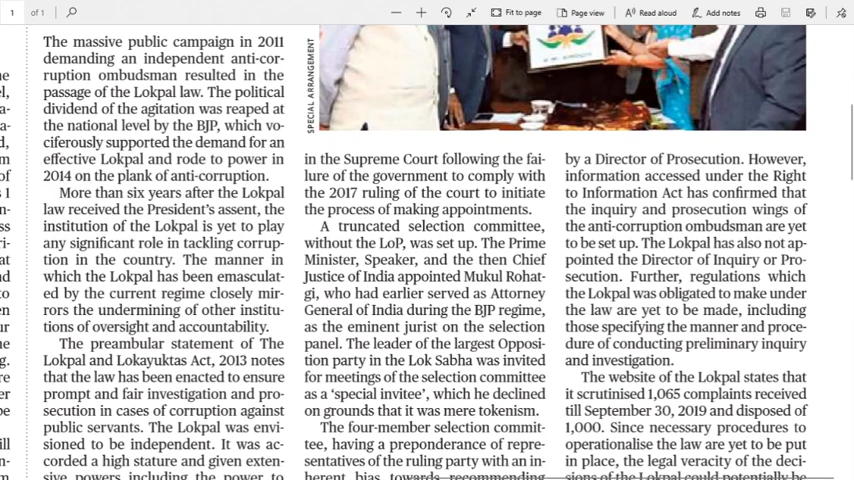 1 of 1
Fit to page
Page view
Read aloud
Add notes
The massive public campaign in 2011
demanding an independent anti-cor-
ruption ombudsman resulted in the
passage of the Lokpal law. The political
dividend of the agitation was reaped at
the national level by the BJP, which vo-
ciferously supported the demand for an
effective Lokpal and rode to power in
2014 on the plank of anti-corruption.
More than six years after the Lokpal
law received the President's assent, the
institution of the Lokpal is yet to play
any significant role in tackling corrup-
tion in the country. The manner in
which the Lokpal has been emasculat-
ed by the current regime closely mir-
rors the undermining of other institu-
tions of oversight and accountability.
The preambular statement of The
Lokpal and Lokayuktas Act, 2013 notes
that the law has been enacted to ensure
prompt and fair investigation and pro-
secution in cases of corruption against
public servants. The Lokpal was envi-
sioned to be independent. It was ac-
corded a high stature and given exten-
sive powers including the power to
SPECIAL ARRANGEMENT
in the Supreme Court following the fai-
lure of the government to comply with
the 2017 ruling of the court to initiate
the process of making appointments.
A truncated selection committee,
without the LoP, was set up. The Prime
Minister, Speaker, and the then Chief
Justice of India appointed Mukul Rohat-
gi, who had earlier served as Attorney
General of India during the BJP regime,
as the eminent jurist on the selection
panel. The leader of the largest Opposi-
tion party in the Lok Sabha was invited
for meetings of the selection committee
as a 'special invitee', which he declined
on grounds that it was mere tokenism.
The four-member selection commit-
tee, having a preponderance of repre-
sentatives of the ruling party with an in-
herent bias towards recommending
by a Director of Prosecution. However,
information accessed under the Right
to Information Act has confirmed that
the inquiry and prosecution wings of
the anti-corruption ombudsman are yet
to be set up. The Lokpal has also not ap-
pointed the Director of Inquiry or Pro-
secution. Further, regulations which
the Lokpal was obligated to make under
the law are yet to be made, including
those specifying the manner and proce-
dure of conducting preliminary inquiry
and investigation.
The website of the Lokpal states that
it scrutinised 1,065 complaints received
till September 30, 2019 and disposed of
1,000. Since necessary procedures to
operationalise the law are yet to be put
in place, the legal veracity of the deci-
sions of the Lokpal could potentially be